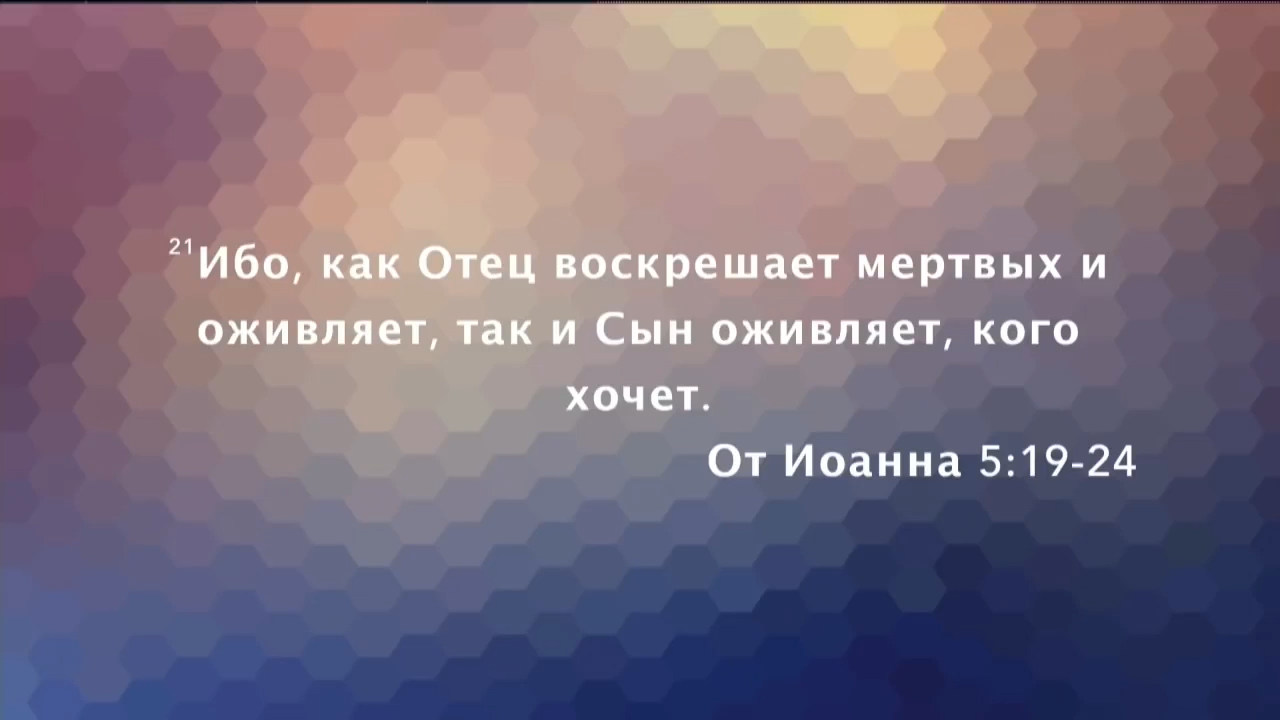 21Ибо, как Отец воскрешает мертвых и
оживляет, так и Сын оживляет, кого
хочет.
От Иоанна 5:19-24